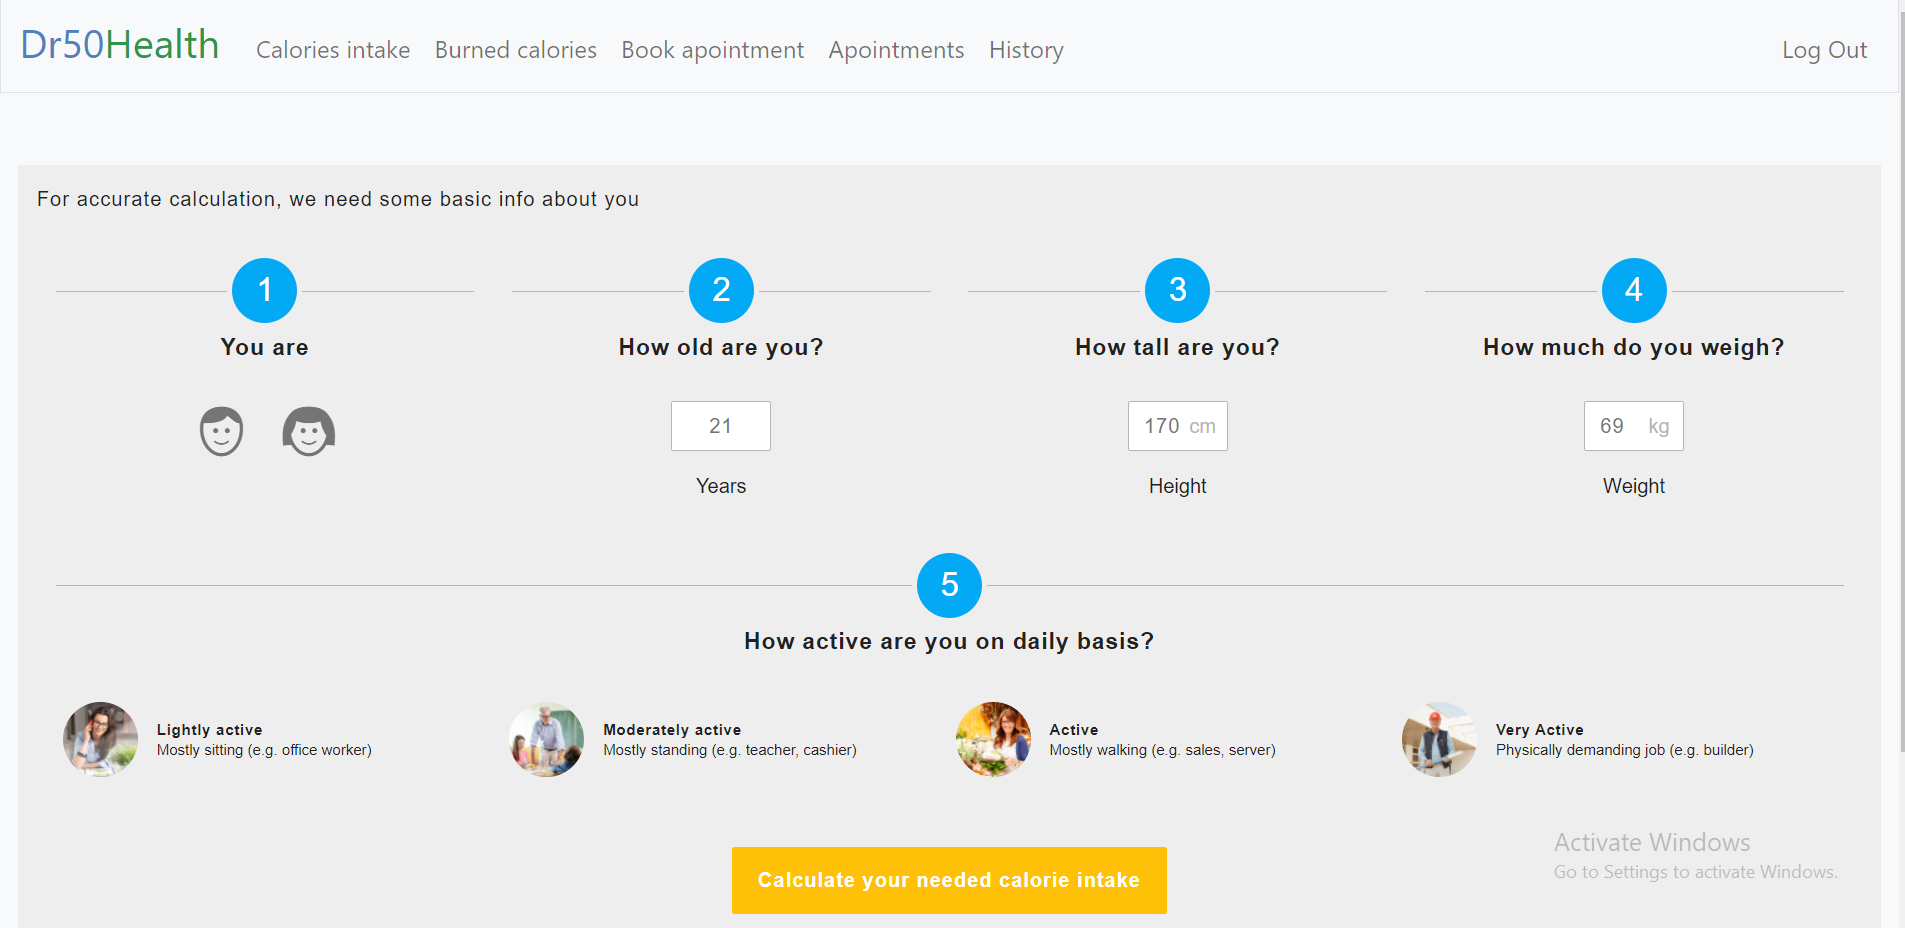 Dr50Health Calories intake Burned calories Book apointment Apointments History Log Out
For accurate calculation, we need some basic info about you
1 2 3 4
You are How old are you? How tall are you? How much do you weigh?
21 170 cm 69 kg
Years Height Weight
5
How active are you on daily basis?
Lightly active
Mostly sitting (e.g. office worker)
Moderately active
Mostly standing (e.g. teacher, cashier)
Active
Mostly walking (e.g. sales, server)
Very Active
Physically demanding job (e.g. builder)
Calculate your needed calorie intake
Activate Windows
Go to Settings to activate Windows.